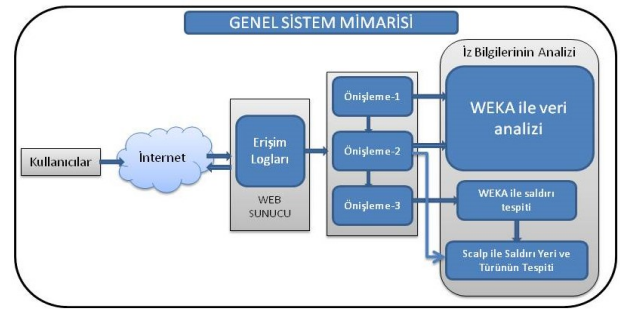 GENEL SİSTEM MİMARİSİ
İz Bilgilerinin Analizi
Kullanıcılar
İnternet
Erişim
Logları
WEB
SUNUCU
Önişleme-1
Önişleme-2
Önişleme-3
WEKA ile veri
analizi
WEKA ile saldırı
tespiti
Scalp ile Saldırı Yeri ve
Türünün Tespiti